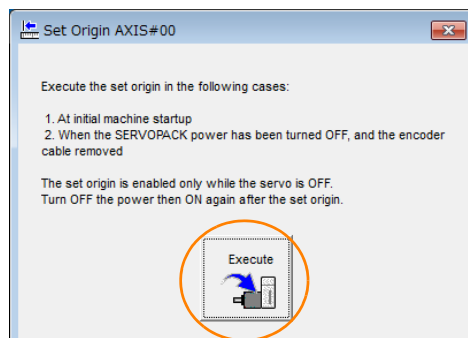 Set Origin AXIS#00
Execute the set origin in the following cases:
1. At initial machine startup
2. When the SERVOPACK power has been turned OFF, and the encoder
cable removed
The set origin is enabled only while the servo is OFF.
Turn OFF the power then ON again after the set origin.
Execute